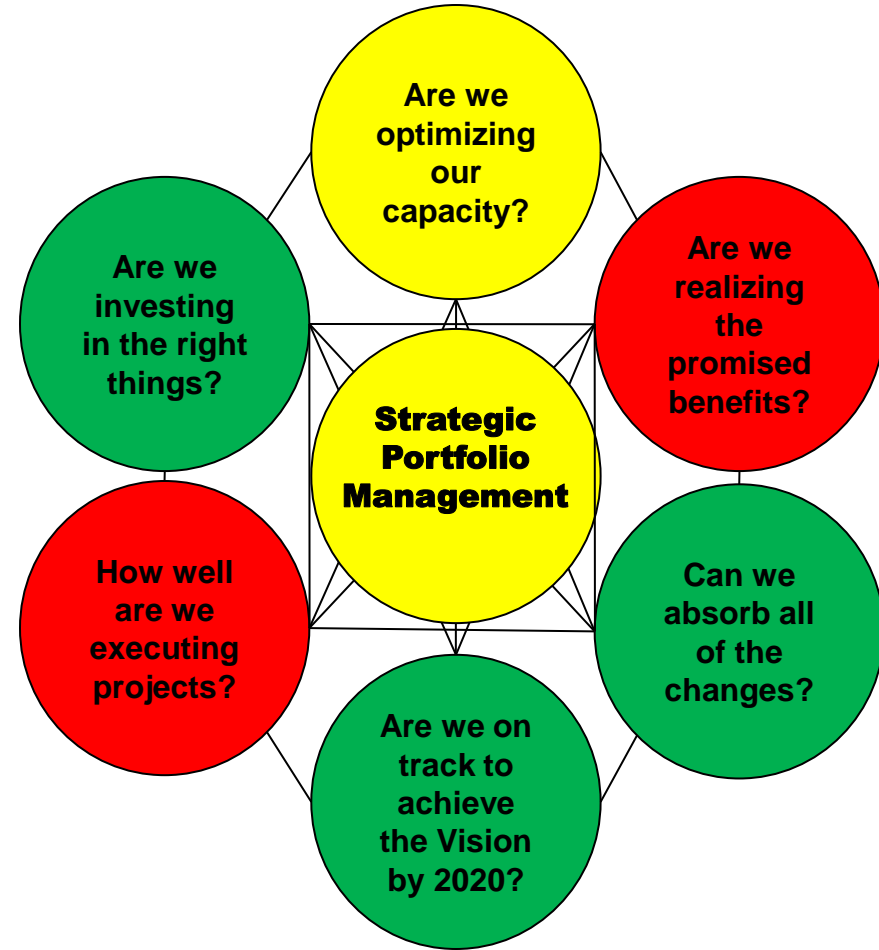 Are we
optimizing
our
capacity?
Are we
realizing
the
promised
benefits?
Are we
investing
in the right
things?
Strategic
Portfolio
Management
How well
are we
executing
projects?
Can we
absorb all
of the
changes?
Are we on
track to
achieve
the Vision
by 2020?